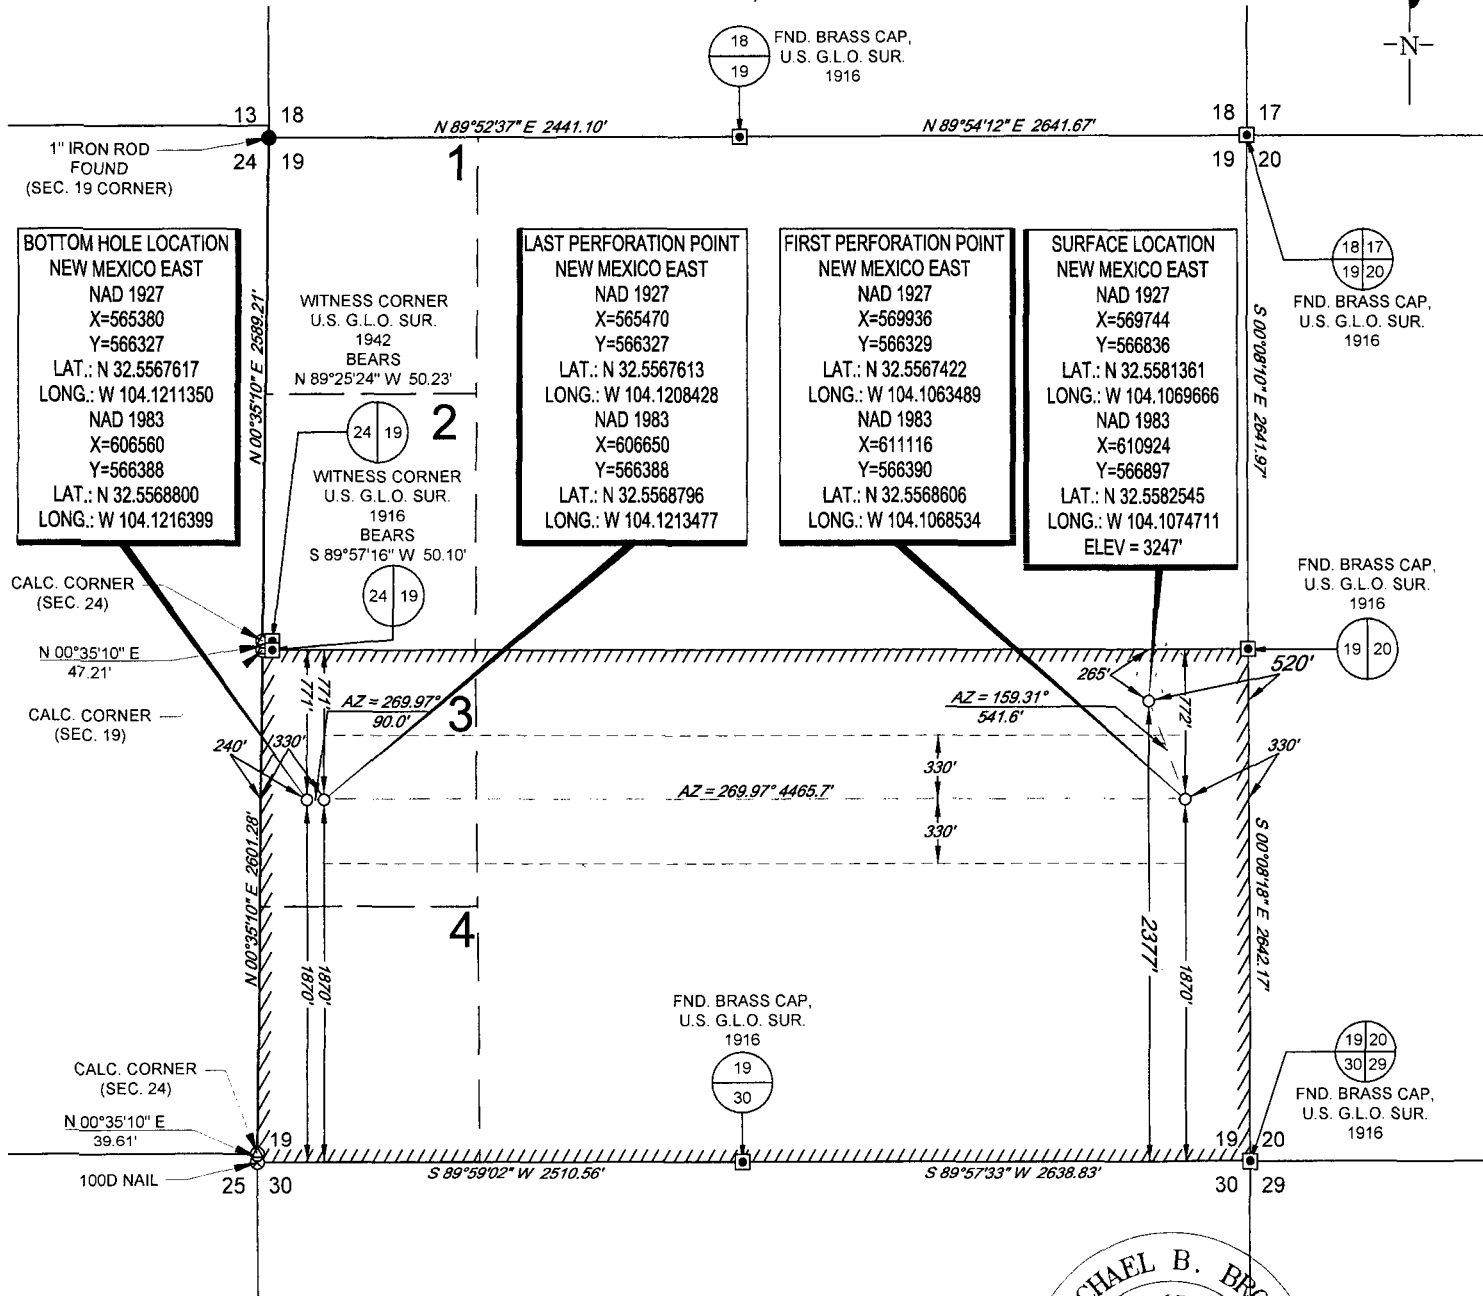 18
19
FND. BRASS CAP,
U.S. G.L.O. SUR.
1916
-N-
13 18
24 19
1" IRON ROD
FOUND
(SEC. 19 CORNER)
N 89°52'37" E 2441.10'
N 89°54'12" E 2641.67'
18 17
19 20
1
18 17
19 20
FND. BRASS CAP,
U.S. G.L.O. SUR.
1916
BOTTOM HOLE LOCATION
NEW MEXICO EAST
NAD 1927
X=565380
Y=566327
LAT.: N 32.5567617
LONG.: W 104.1211350
NAD 1983
X=606560
Y=566388
LAT.: N 32.5568800
LONG.: W 104.1216399
LAST PERFORATION POINT
NEW MEXICO EAST
NAD 1927
X=565470
Y=566327
LAT.: N 32.5567613
LONG.: W 104.1208428
NAD 1983
X=606650
Y=566388
LAT.: N 32.5568796
LONG.: W 104.1213477
FIRST PERFORATION POINT
NEW MEXICO EAST
NAD 1927
X=569936
Y=566329
LAT.: N 32.5567422
LONG.: W 104.1063489
NAD 1983
X=611116
Y=566390
LAT.: N 32.5568606
LONG.: W 104.1068534
SURFACE LOCATION
NEW MEXICO EAST
NAD 1927
X=569744
Y=566836
LAT.: N 32.5581361
LONG.: W 104.1069666
NAD 1983
X=610924
Y=566897
LAT.: N 32.5582545
LONG.: W 104.1074711
ELEV = 3247'
N 00°35'10" E 2589.21'
S 00°08'10" E 2641.97'
WITNESS CORNER
U.S. G.L.O. SUR.
1942
BEARS
N 89°25'24" W 50.23'
24 19
2
WITNESS CORNER
U.S. G.L.O. SUR.
1916
BEARS
S 89°57'16" W 50.10'
24 19
CALC. CORNER
(SEC. 24)
N 00°35'10" E
47.21'
CALC. CORNER
(SEC. 19)
FND. BRASS CAP,
U.S. G.L.O. SUR.
1916
19 20
771'
771'
AZ = 269.97°
90.0'
3
240'
330'
265'
520'
AZ = 159.31°
541.6'
772'
330'
330'
AZ = 269.97° 4465.7'
330'
N 00°35'10" E 2601.28'
S 00°08'18" E 2642.17'
4
1870'
1870'
2377'
1870'
FND. BRASS CAP,
U.S. G.L.O. SUR.
1916
19
30
CALC. CORNER
(SEC. 24)
N 00°35'10" E
39.61'
100D NAIL
19
25 30
S 89°59'02" W 2510.56'
S 89°57'33" W 2638.83'
19 20
30 29
19 20
30 29
FND. BRASS CAP,
U.S. G.L.O. SUR.
1916
CHAEL B. BRO